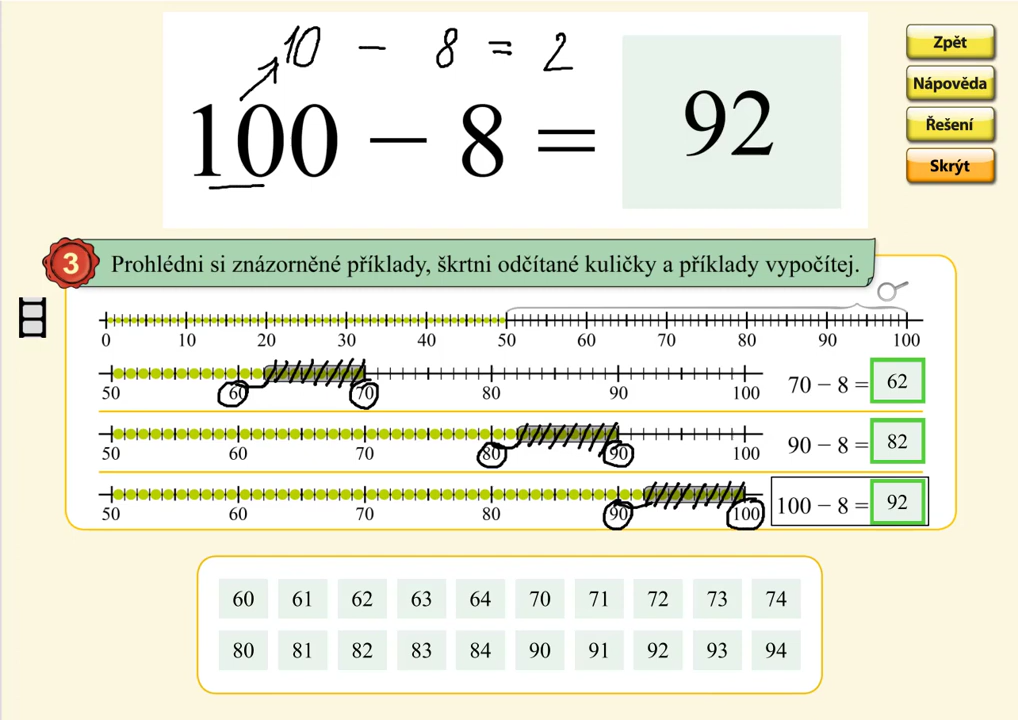 10 - 8 = 2
100 − 8 = 92
Zpět
Nápověda
Řešení
Skrýt
3 Prohlédni si znázorněné příklady, škrtni odčítané kuličky a příklady vypočítej.
0 10 20 30 40 50 60 70 80 90 100
50 60 70 80 90 100 70 − 8 = 62
50 60 70 80 90 100 90 − 8 = 82
50 60 70 80 90 100 100 − 8 = 92
60 61 62 63 64 70 71 72 73 74
80 81 82 83 84 90 91 92 93 94